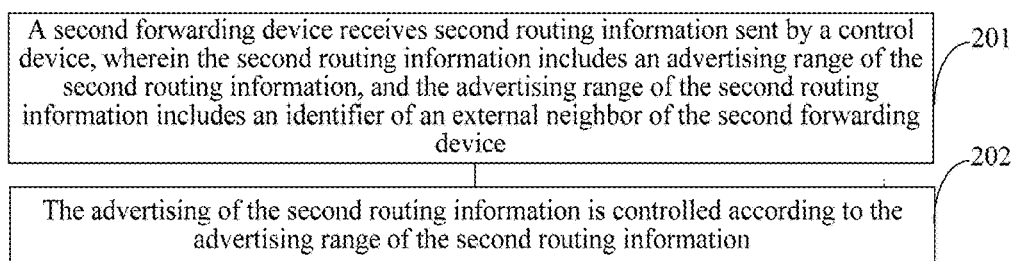 A second forwarding device receives second routing information sent by a control
device, wherein the second routing information includes an advertising range of the
second routing information, and the advertising range of the second routing
information includes an identifier of an external neighbor of the second forwarding
device
201
202
The advertising of the second routing information is controlled according to the
advertising range of the second routing information